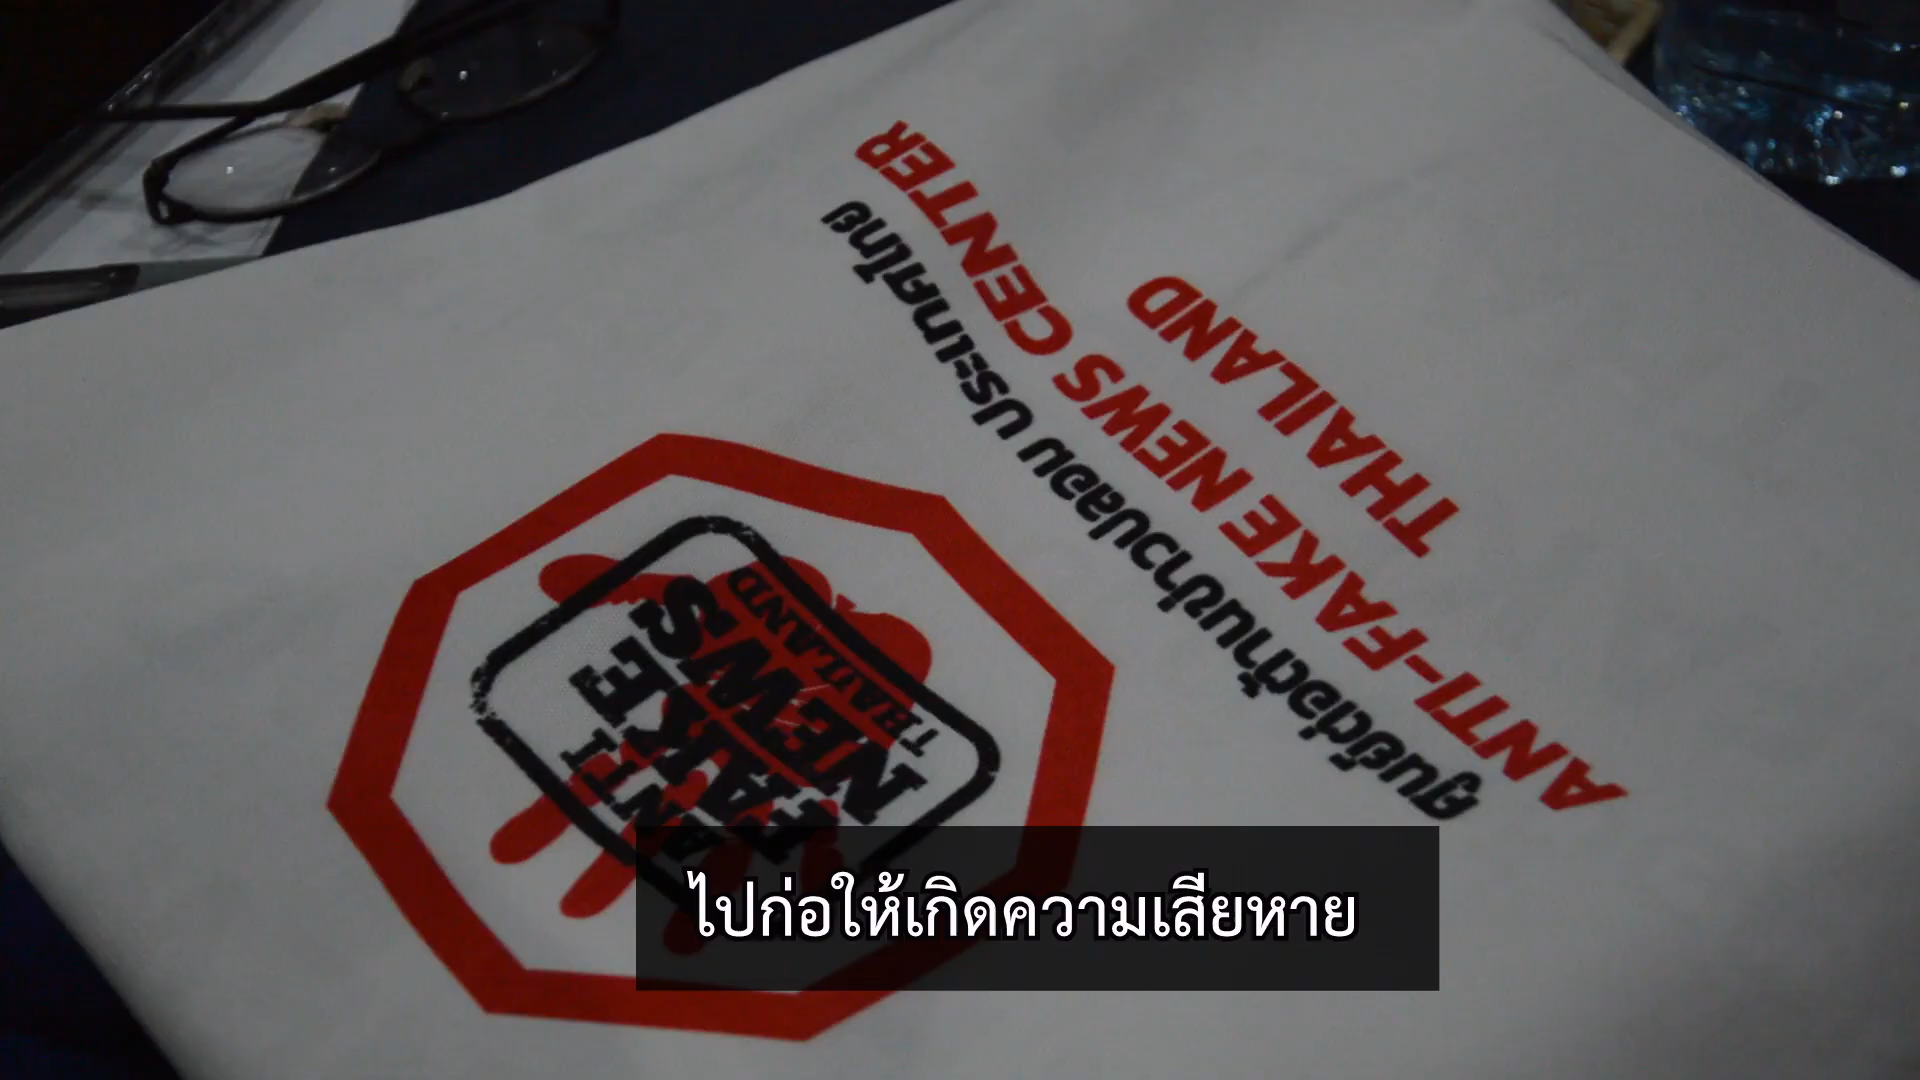 ANTI
FAKE
NEWS
THAILAND
ศูนย์ต่อต้านข่าวปลอม ประเทศไทย
ANTI-FAKE NEWS CENTER
THAILAND
ไปก่อให้เกิดความเสียหาย